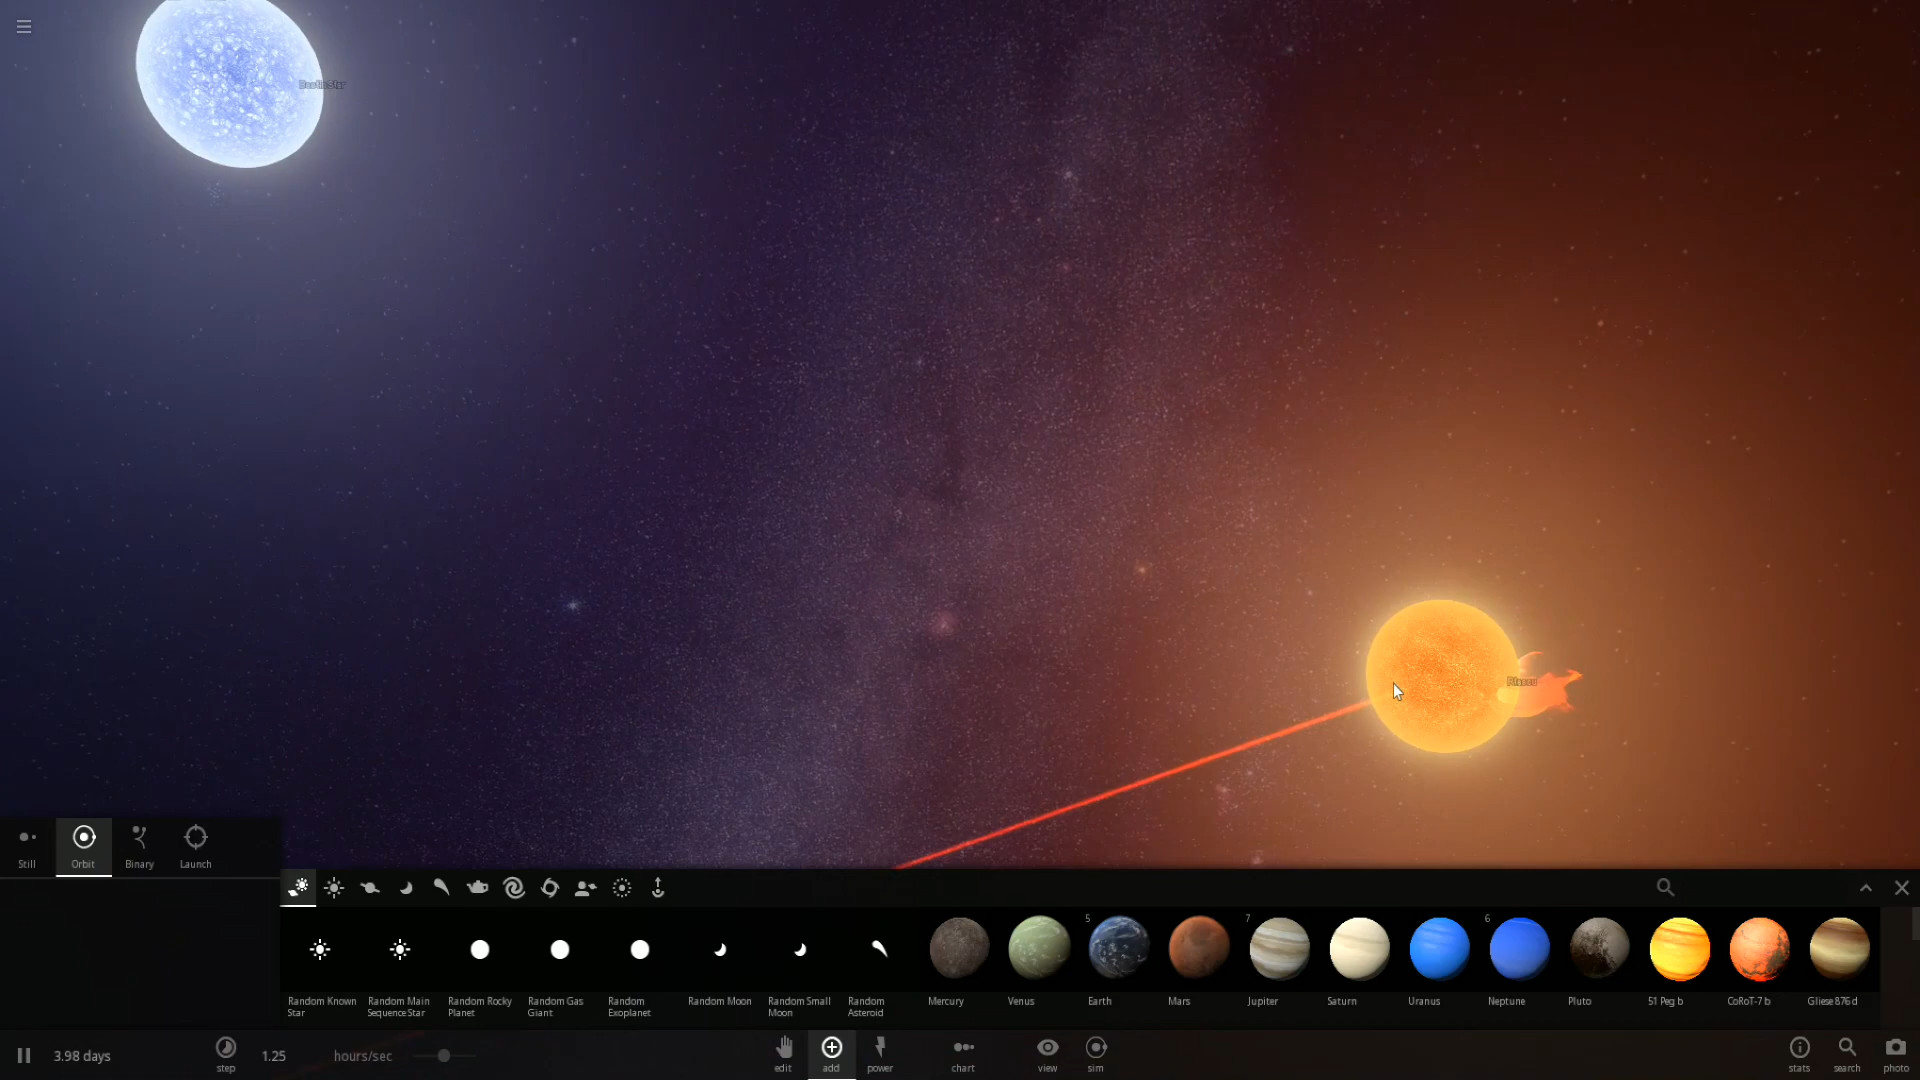 Still
Orbit
Binary
Launch
5
7
6
Random Known
Star
Random Main
Sequence Star
Random Rocky
Planet
Random Gas
Giant
Random
Exoplanet
Random Moon
Random Small
Moon
Random
Asteroid
Mercury
Venus
Earth
Mars
Jupiter
Saturn
Uranus
Neptune
Pluto
51 Peg b
CoRoT-7 b
Gliese 876 d
3.98 days
step
1.25
hours/sec
edit
add
power
chart
view
sim
stats
search
photo